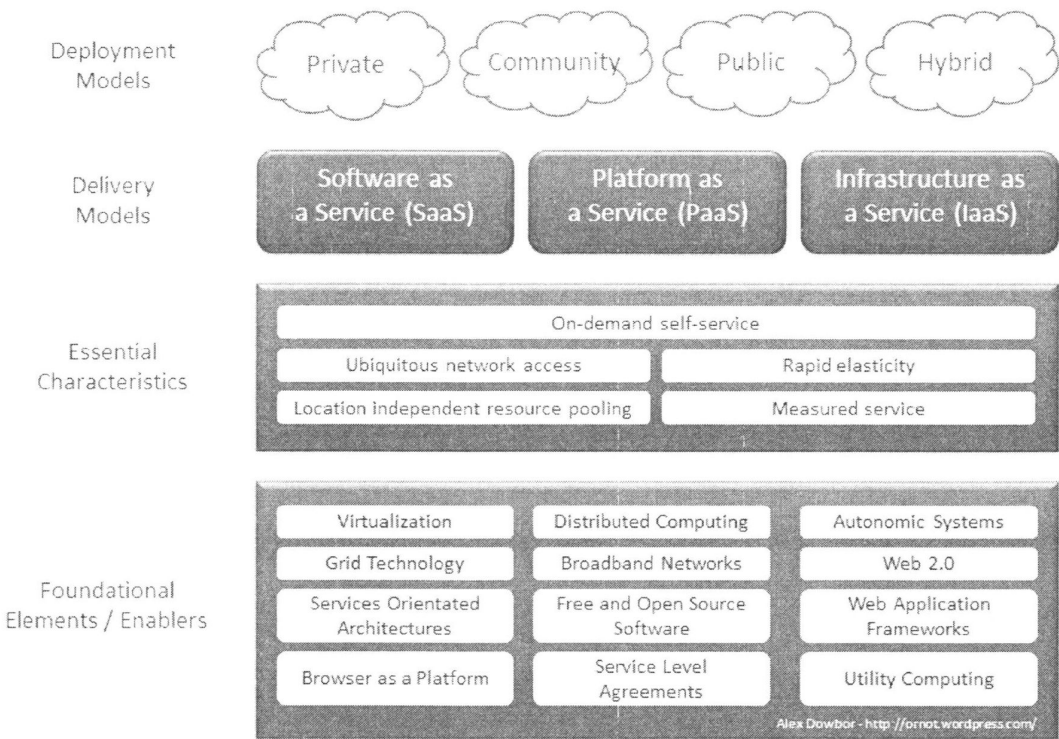 Deployment
Models
Private
Community
Public
Hybrid
Delivery
Models
Software as
a Service (SaaS)
Platform as
a Service (PaaS)
Infrastructure as
a Service (IaaS)
Essential
Characteristics
On-demand self-service
Ubiquitous network access
Rapid elasticity
Location independent resource pooling
Measured service
Foundational
Elements / Enablers
Virtualization
Distributed Computing
Autonomic Systems
Grid Technology
Broadband Networks
Web 2.0
Services Orientated
Architectures
Free and Open Source
Software
Web Application
Frameworks
Browser as a Platform
Service Level
Agreements
Utility Computing
Alex Dowbor - http://ornot.wordpress.com/